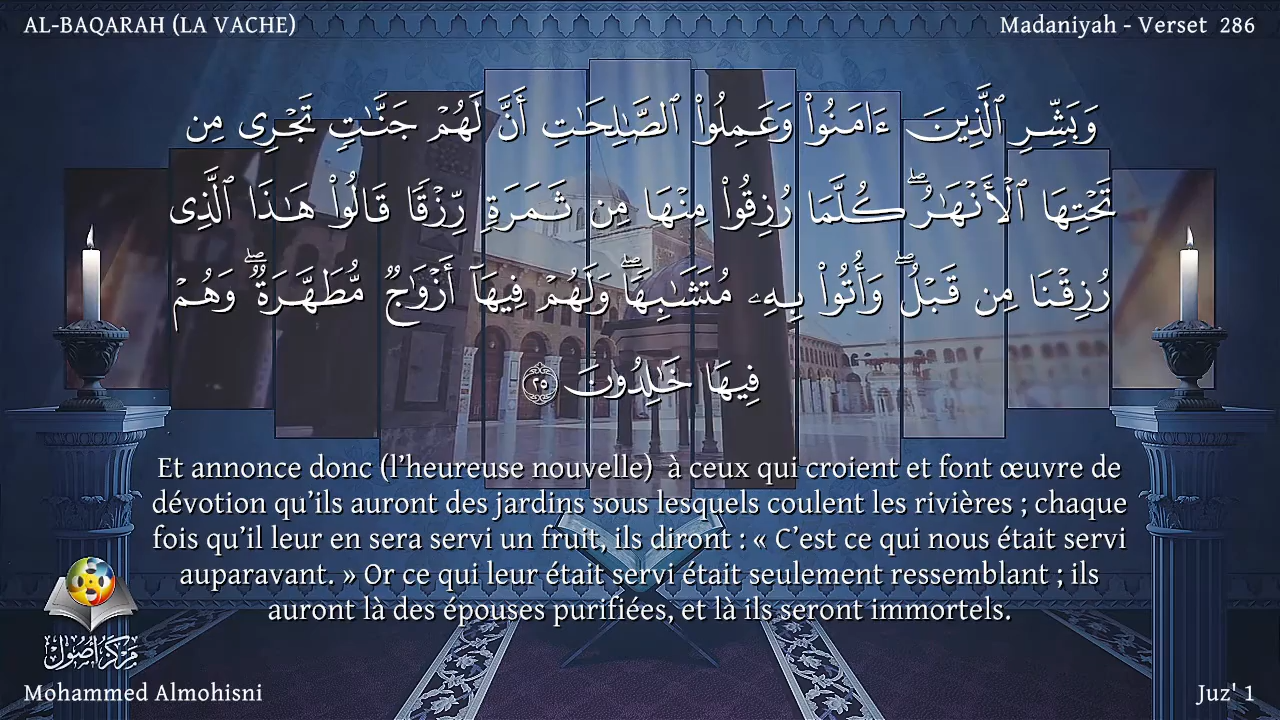 AL-BAQARAH (LA VACHE)
Madaniyah - Verset 286
وَبَشِّرِ ٱلَّذِينَ ءَامَنُوا۟ وَعَمِلُوا۟ ٱلصَّٰلِحَٰتِ أَنَّ لَهُمْ جَنَّٰتٍ تَجْرِى مِن
تَحْتِهَا ٱلْأَنْهَٰرُ ۖ كُلَّمَا رُزِقُوا۟ مِنْهَا مِن ثَمَرَةٍ رِّزْقًا قَالُوا۟ هَٰذَا ٱلَّذِى
رُزِقْنَا مِن قَبْلُ ۖ وَأُتُوا۟ بِهِۦ مُتَشَٰبِهًا ۖ وَلَهُمْ فِيهَآ أَزْوَٰجٌ مُّطَهَّرَةٌ ۖ وَهُمْ
فِيهَا خَٰلِدُونَ ٢٥
Et annonce donc (l’heureuse nouvelle) à ceux qui croient et font œuvre de
dévotion qu’ils auront des jardins sous lesquels coulent les rivières ; chaque
fois qu’il leur en sera servi un fruit, ils diront : « C’est ce qui nous était servi
auparavant. » Or ce qui leur était servi était seulement ressemblant ; ils
auront là des épouses purifiées, et là ils seront immortels.
مركز أصول
Mohammed Almohisni
Juz' 1